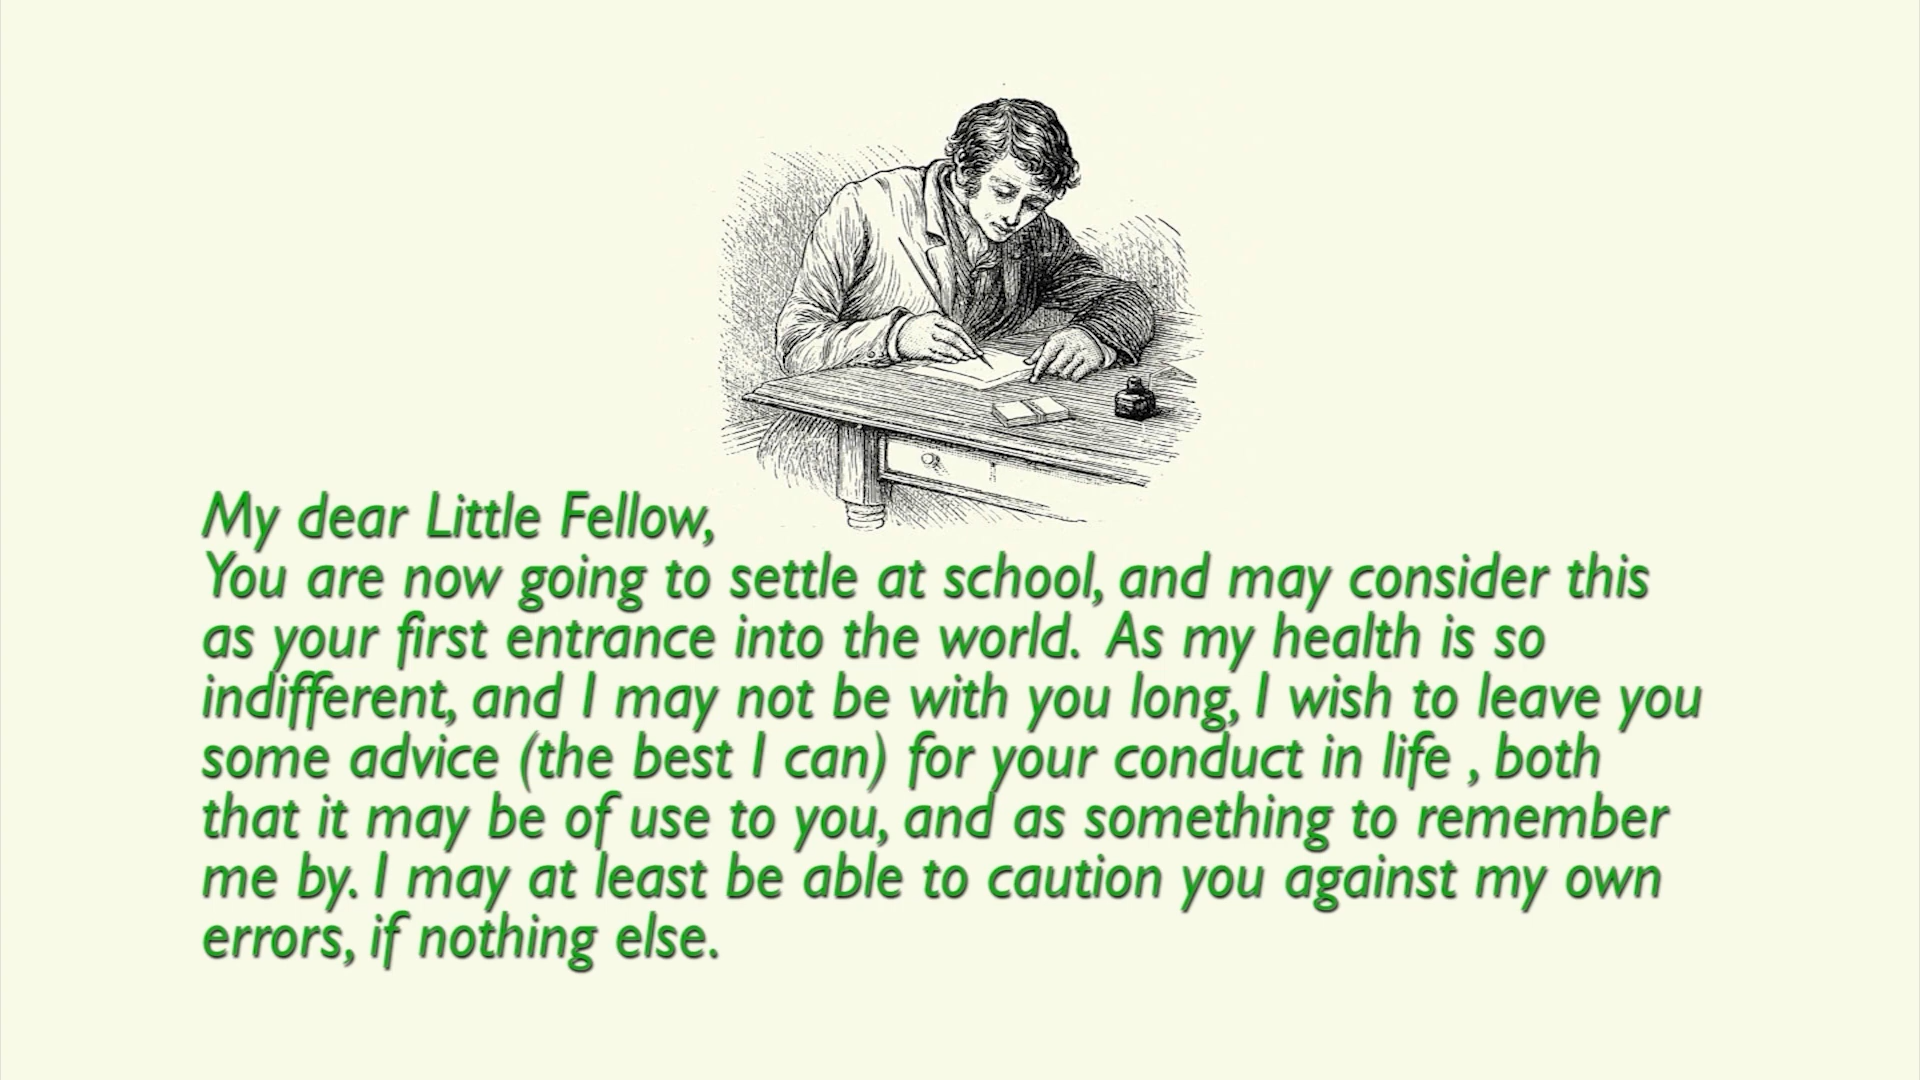 My dear Little Fellow,
You are now going to settle at school, and may consider this
as your first entrance into the world. As my health is so
indifferent, and I may not be with you long, I wish to leave you
some advice (the best I can) for your conduct in life , both
that it may be of use to you, and as something to remember
me by. I may at least be able to caution you against my own
errors, if nothing else.